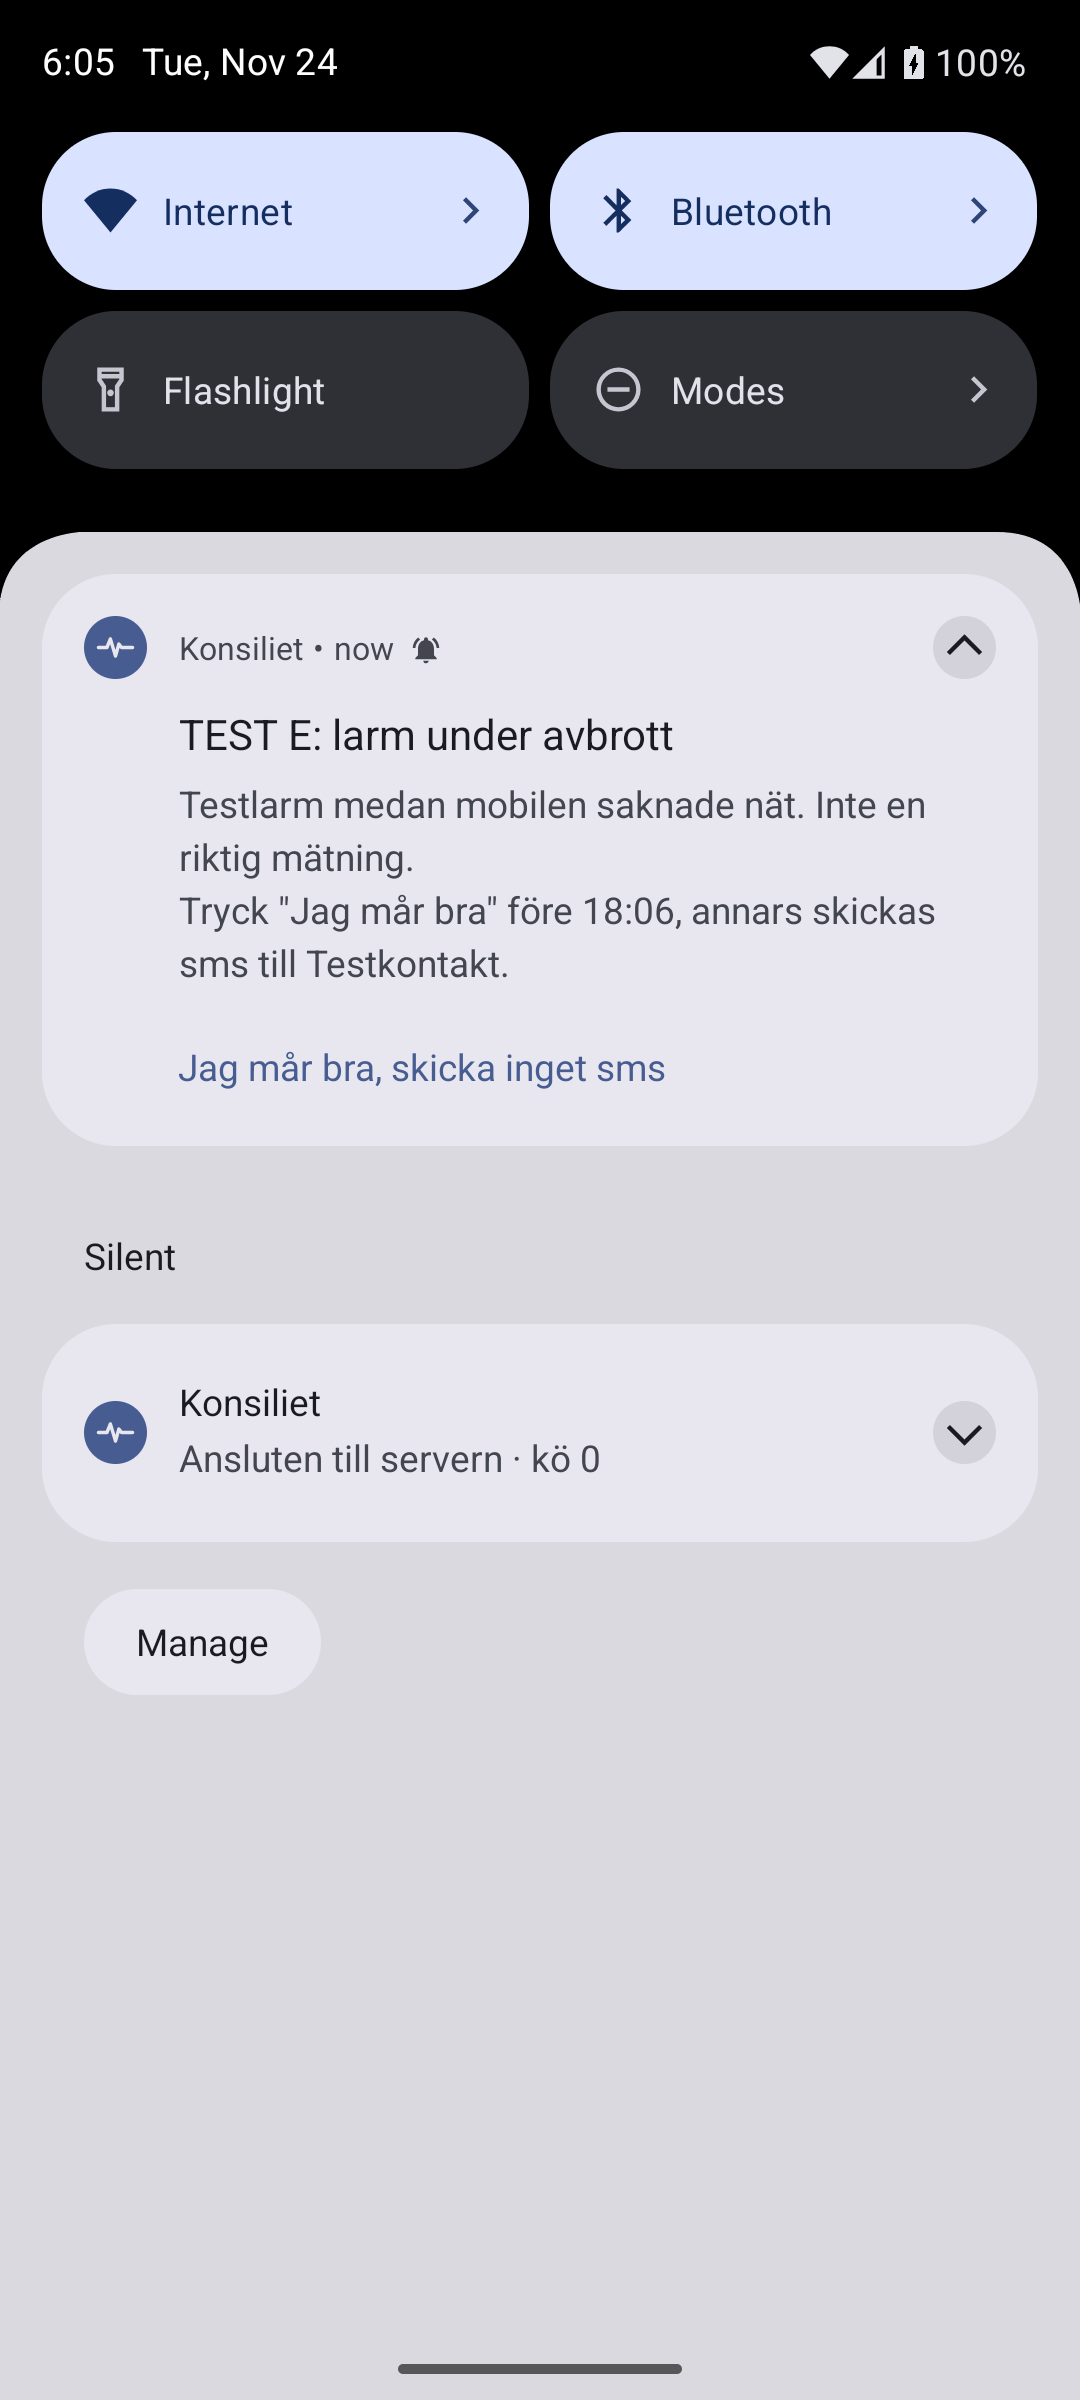 6:05 Tue, Nov 24
100%
Internet
Bluetooth
Flashlight
Modes
Konsiliet • now
TEST E: larm under avbrott
Testlarm medan mobilen saknade nät. Inte en
riktig mätning.
Tryck "Jag mår bra" före 18:06, annars skickas
sms till Testkontakt.
Jag mår bra, skicka inget sms
Silent
Konsiliet
Ansluten till servern · kö 0
Manage